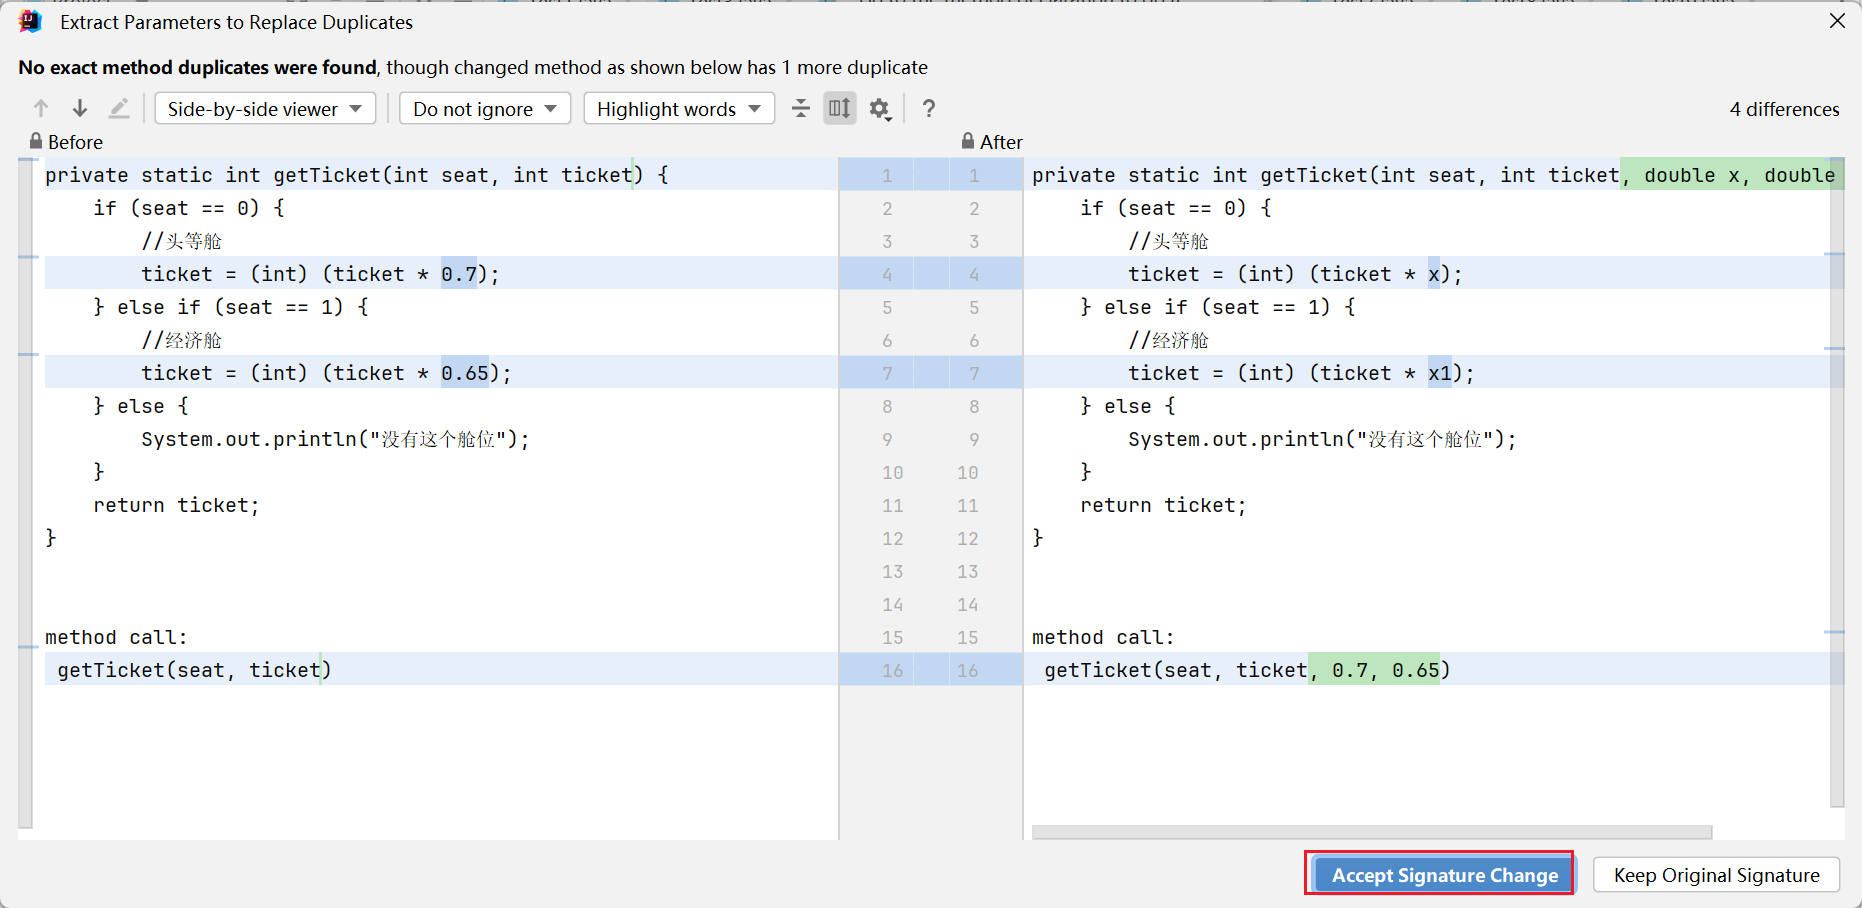 Extract Parameters to Replace Duplicates
No exact method duplicates were found, though changed method as shown below has 1 more duplicate
Side-by-side viewer Do not ignore Highlight words ? 4 differences
Before After
private static int getTicket(int seat, int ticket) { 1 1 private static int getTicket(int seat, int ticket, double x, double
if (seat == 0) { 2 2 if (seat == 0) {
//头等舱 3 3 //头等舱
ticket = (int) (ticket * 0.7); 4 4 ticket = (int) (ticket * x);
} else if (seat == 1) { 5 5 } else if (seat == 1) {
//经济舱 6 6 //经济舱
ticket = (int) (ticket * 0.65); 7 7 ticket = (int) (ticket * x1);
} else { 8 8 } else {
System.out.println("没有这个舱位"); 9 9 System.out.println("没有这个舱位");
} 10 10 }
return ticket; 11 11 return ticket;
} 12 12 }
13 13
14 14
method call: 15 15 method call:
getTicket(seat, ticket) 16 16 getTicket(seat, ticket, 0.7, 0.65)
Accept Signature Change Keep Original Signature